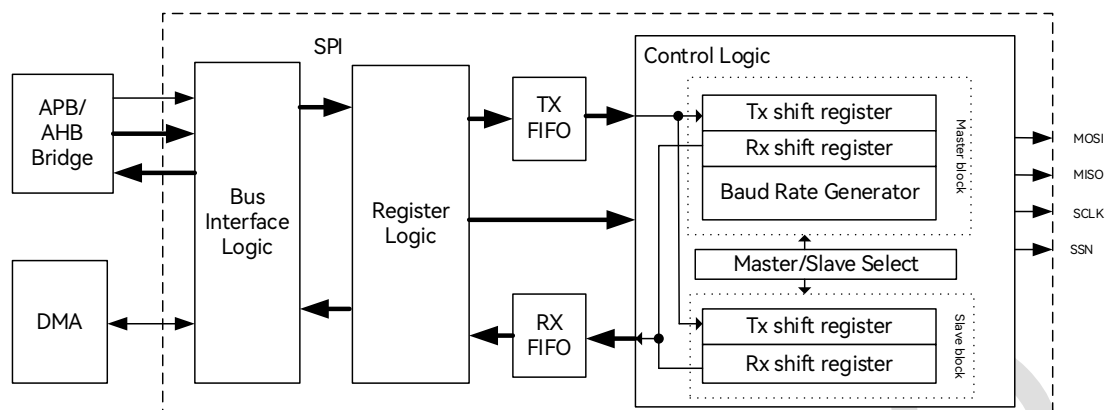 SPI
Control Logic
APB/
AHB
Bridge
Bus
Interface
Logic
Register
Logic
TX
FIFO
Tx shift register
Rx shift register
Baud Rate Generator
Master block
MOSI
MISO
SCLK
SSN
Master/Slave Select
DMA
RX
FIFO
Tx shift register
Rx shift register
Slave block